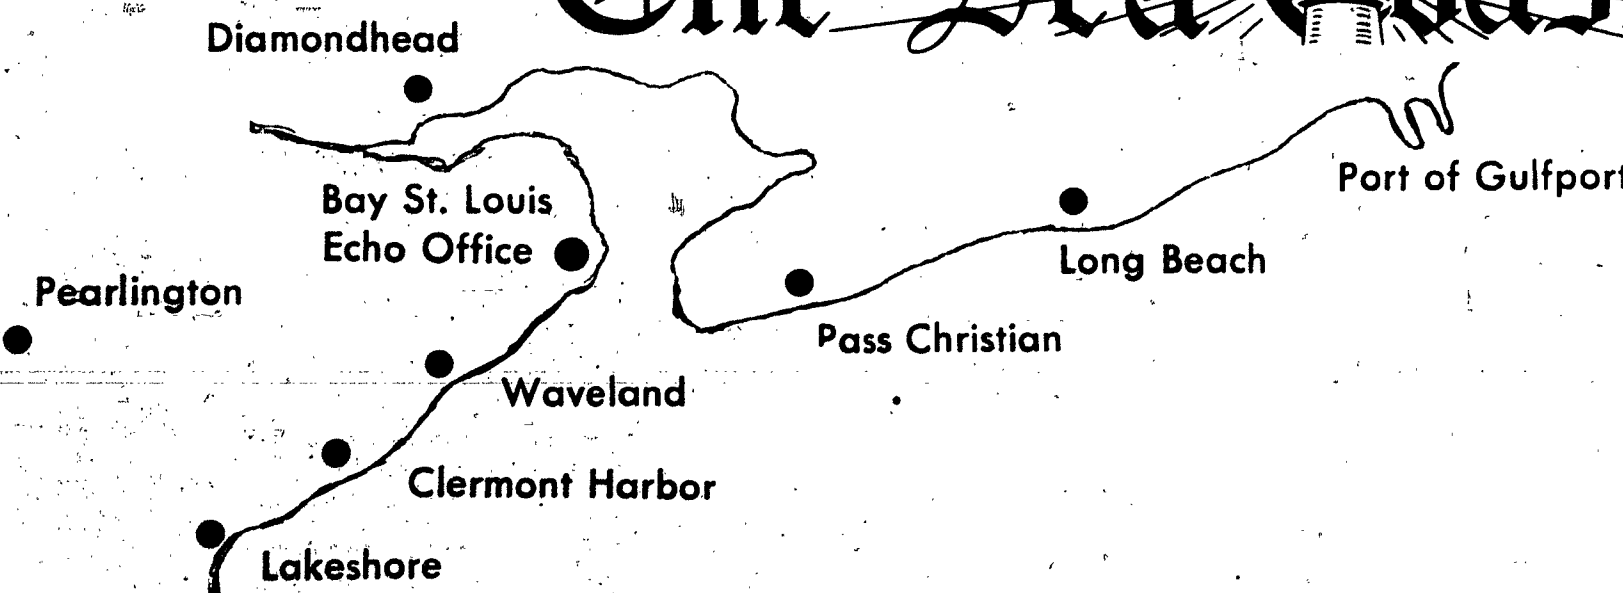 Diamondhead
Port of Gulfport
Bay St. Louis
Echo Office
Long Beach
Pearlington
Pass Christian
Waveland
Clermont Harbor
Lakeshore